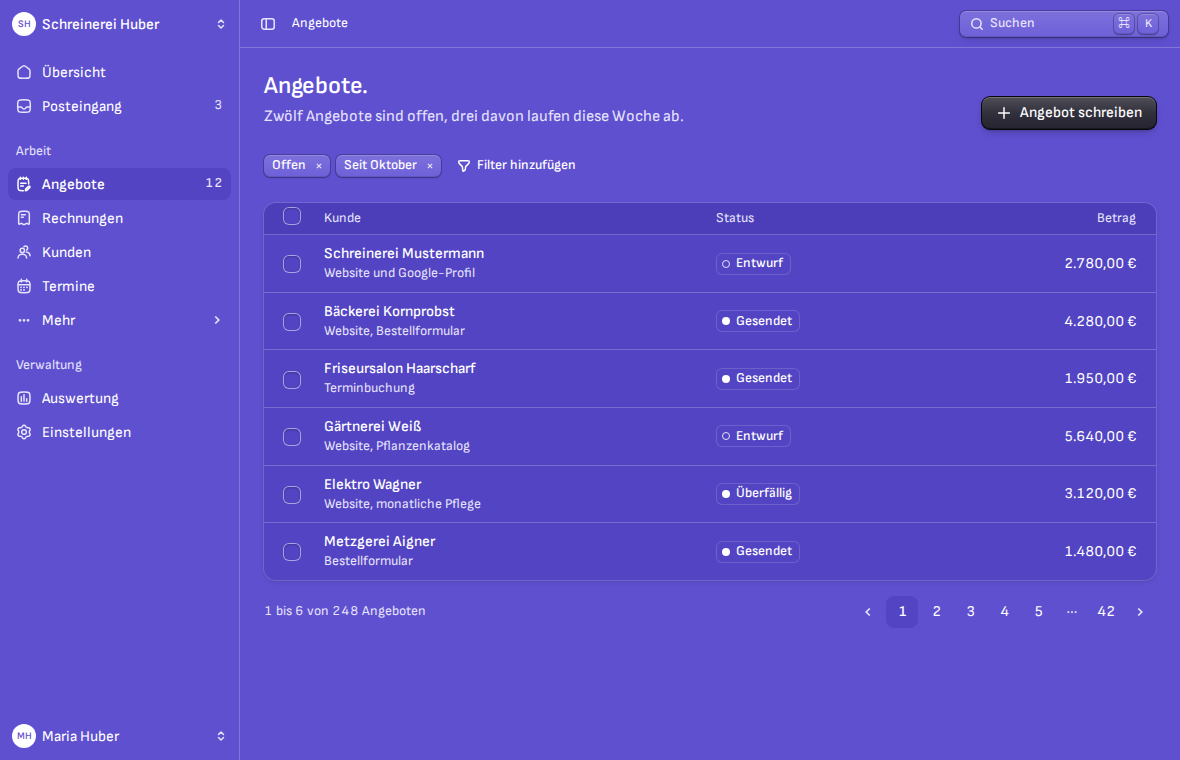 SH Schreinerei Huber
Angebote
Suchen ⌘ K
Übersicht
Posteingang 3
Arbeit
Angebote 12
Rechnungen
Kunden
Termine
Mehr
Verwaltung
Auswertung
Einstellungen
MH Maria Huber
Angebote.
Zwölf Angebote sind offen, drei davon laufen diese Woche ab.
Angebot schreiben
Offen × Seit Oktober × Filter hinzufügen
Kunde Status Betrag
Schreinerei Mustermann
Website und Google-Profil
Entwurf 2.780,00 €
Bäckerei Kornprobst
Website, Bestellformular
Gesendet 4.280,00 €
Friseursalon Haarscharf
Terminbuchung
Gesendet 1.950,00 €
Gärtnerei Weiß
Website, Pflanzenkatalog
Entwurf 5.640,00 €
Elektro Wagner
Website, monatliche Pflege
Überfällig 3.120,00 €
Metzgerei Aigner
Bestellformular
Gesendet 1.480,00 €
1 bis 6 von 248 Angeboten
1 2 3 4 5 ··· 42